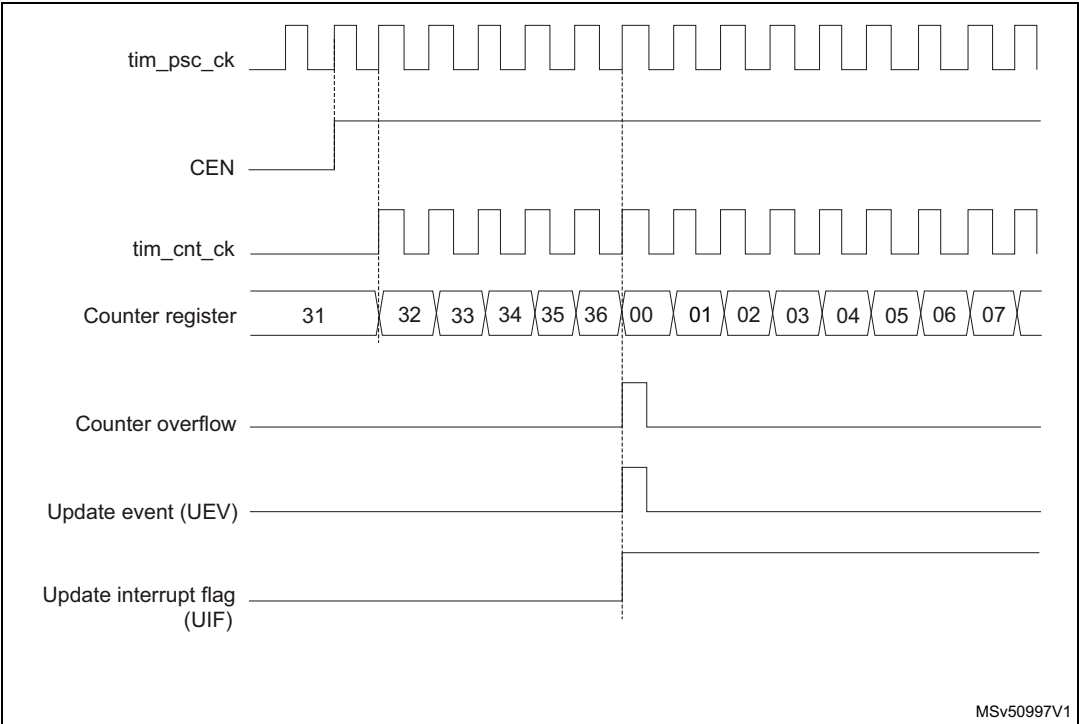 tim_psc_ck
CEN
tim_cnt_ck
Counter register 31 32 33 34 35 36 00 01 02 03 04 05 06 07
Counter overflow
Update event (UEV)
Update interrupt flag
(UIF)
MSv50997V1